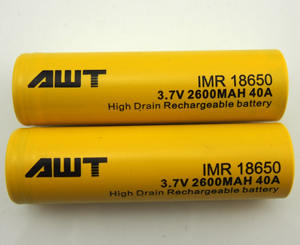 AWT
IMR 18650
3.7V 2600MAH 40A
High Drain Rechargeable battery
AWT
IMR 18650
3.7V 2600MAH 40A
High Drain Rechargeable battery